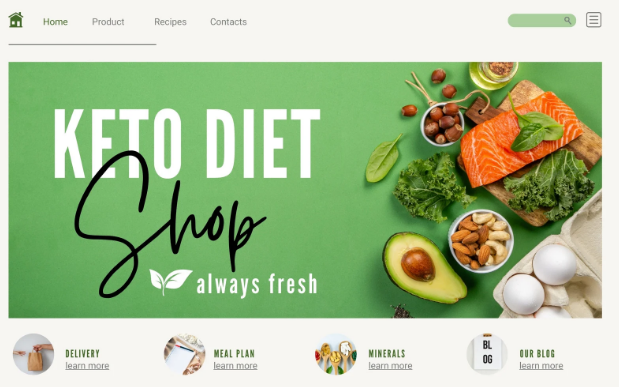 Home Product Recipes Contacts
KETO DIET
Shop
always fresh
DELIVERY
learn more
MEAL PLAN
learn more
MINERALS
learn more
BL
OG
OUR BLOG
learn more